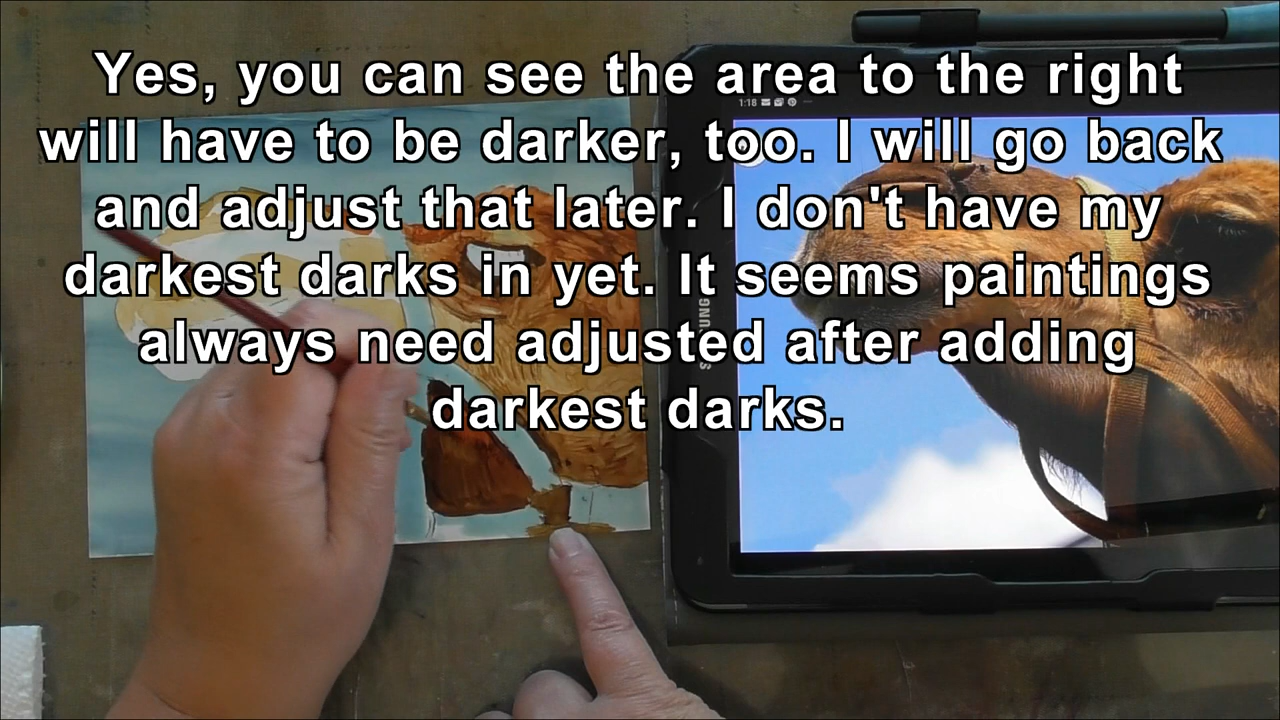 Yes, you can see the area to the right
will have to be darker, too. I will go back
and adjust that later. I don't have my
darkest darks in yet. It seems paintings
always need adjusted after adding
darkest darks.
1:18